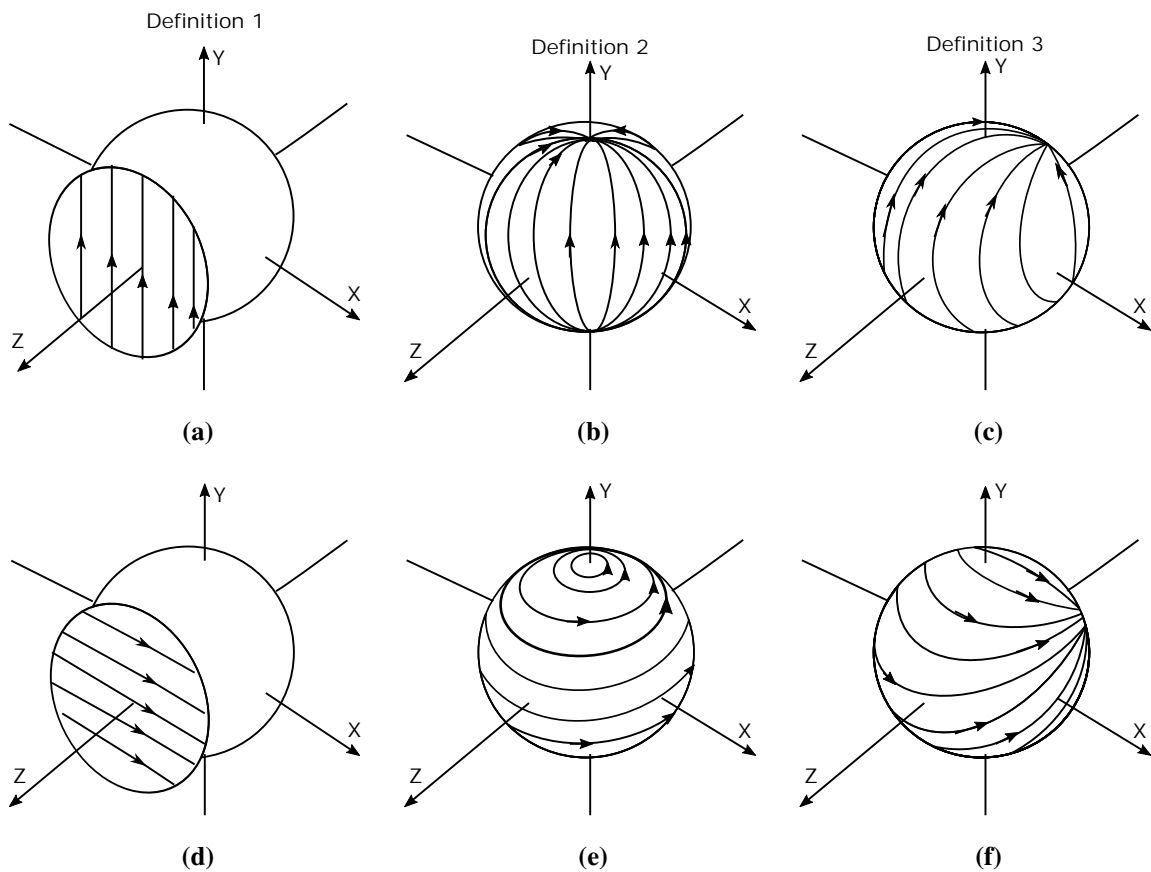 Definition 1
Definition 2
Definition 3
Y
Y
Y
X
X
X
Z
Z
Z
(a)
(b)
(c)
Y
Y
Y
X
X
X
Z
Z
Z
(d)
(e)
(f)